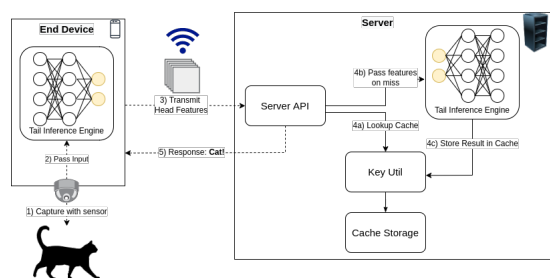 End Device
Tail Inference Engine
2) Pass Input
1) Capture with sensor
3) Transmit
Head Features
5) Response: Cat!
Server
Server API
4b) Pass features
on miss
Tail Inference Engine
4a) Lookup Cache
4c) Store Result in Cache
Key Util
Cache Storage